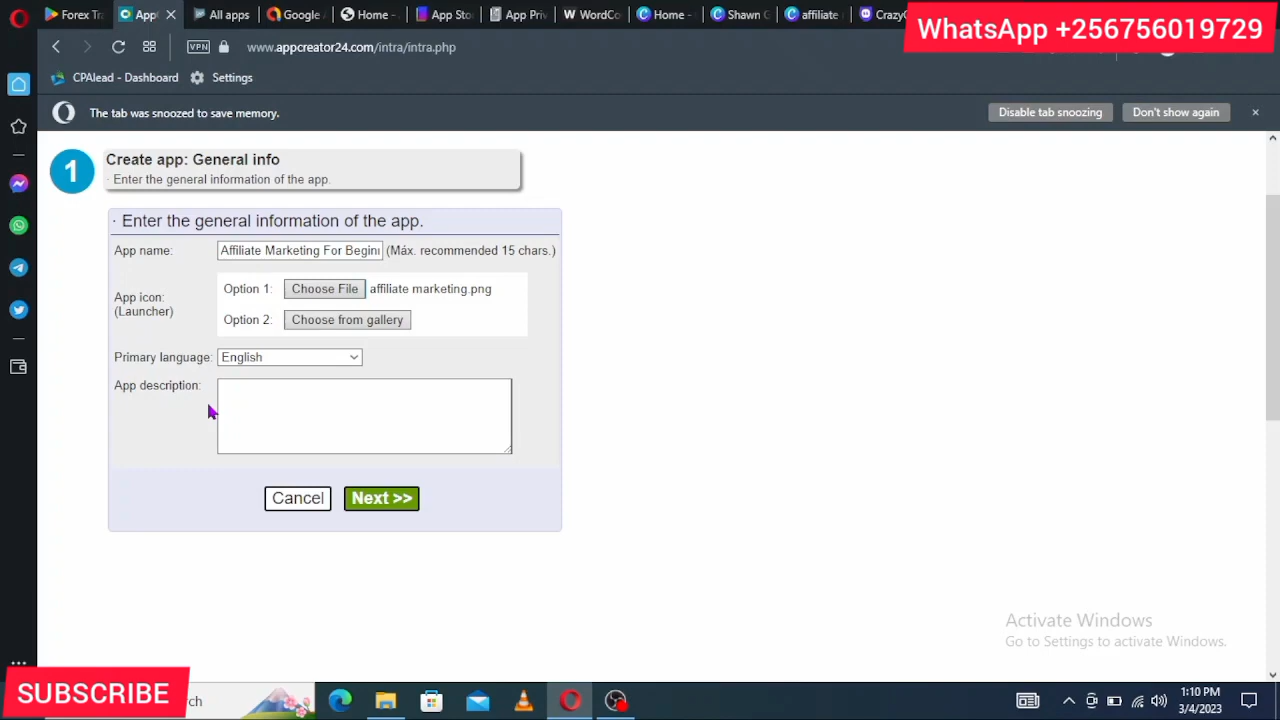 Forex Tra
App
All apps
Google A
Home -
App Stor
App Priv
WordCo
Home -
Shawn G
affiliate
CrazyG
WhatsApp +256756019729
VPN
www.appcreator24.com/intra/intra.php
CPAlead - Dashboard
Settings
The tab was snoozed to save memory.
Disable tab snoozing
Don't show again
1
Create app: General info
· Enter the general information of the app.
· Enter the general information of the app.
App name:
Affiliate Marketing For Begin
(Máx. recommended 15 chars.)
App icon:
(Launcher)
Option 1:
Choose File
affiliate marketing.png
Option 2:
Choose from gallery
Primary language:
English
App description:
Cancel
Next >>
Activate Windows
Go to Settings to activate Windows.
SUBSCRIBE
rch
1:10 PM
3/4/2023